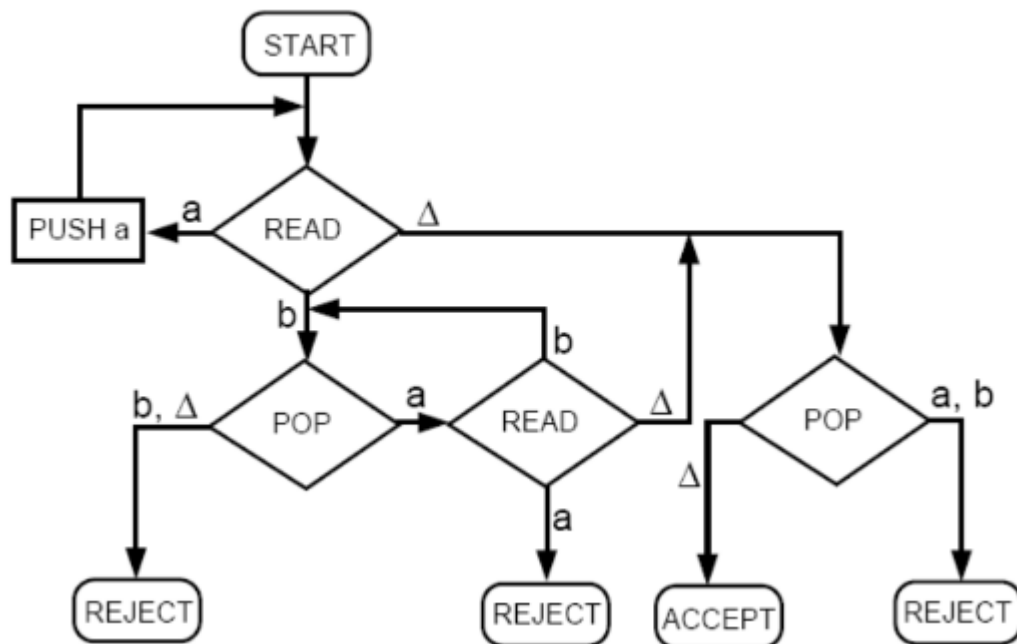 START
PUSH a
a
READ
Δ
b
b
b, Δ
POP
a
READ
Δ
POP
a, b
Δ
a
REJECT
REJECT
ACCEPT
REJECT